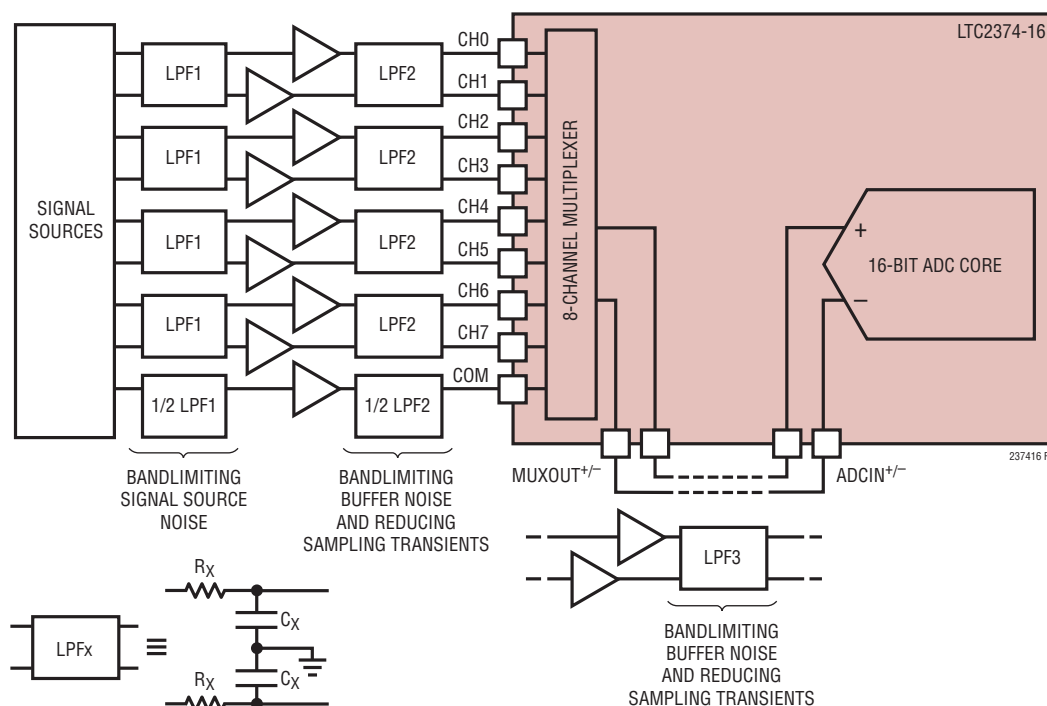 LTC2374-16
SIGNAL
SOURCES
LPF1
LPF2
CH0
CH1
LPF1
LPF2
CH2
CH3
LPF1
LPF2
CH4
CH5
LPF1
LPF2
CH6
CH7
1/2 LPF1
1/2 LPF2
COM
8-CHANNEL MULTIPLEXER
+
16-BIT ADC CORE
–
237416 F
BANDLIMITING
SIGNAL SOURCE
NOISE
BANDLIMITING
BUFFER NOISE
AND REDUCING
SAMPLING TRANSIENTS
MUXOUT+/–
ADCIN+/–
LPF3
BANDLIMITING
BUFFER NOISE
AND REDUCING
SAMPLING TRANSIENTS
LPFx
≡
RX
CX
CX
RX